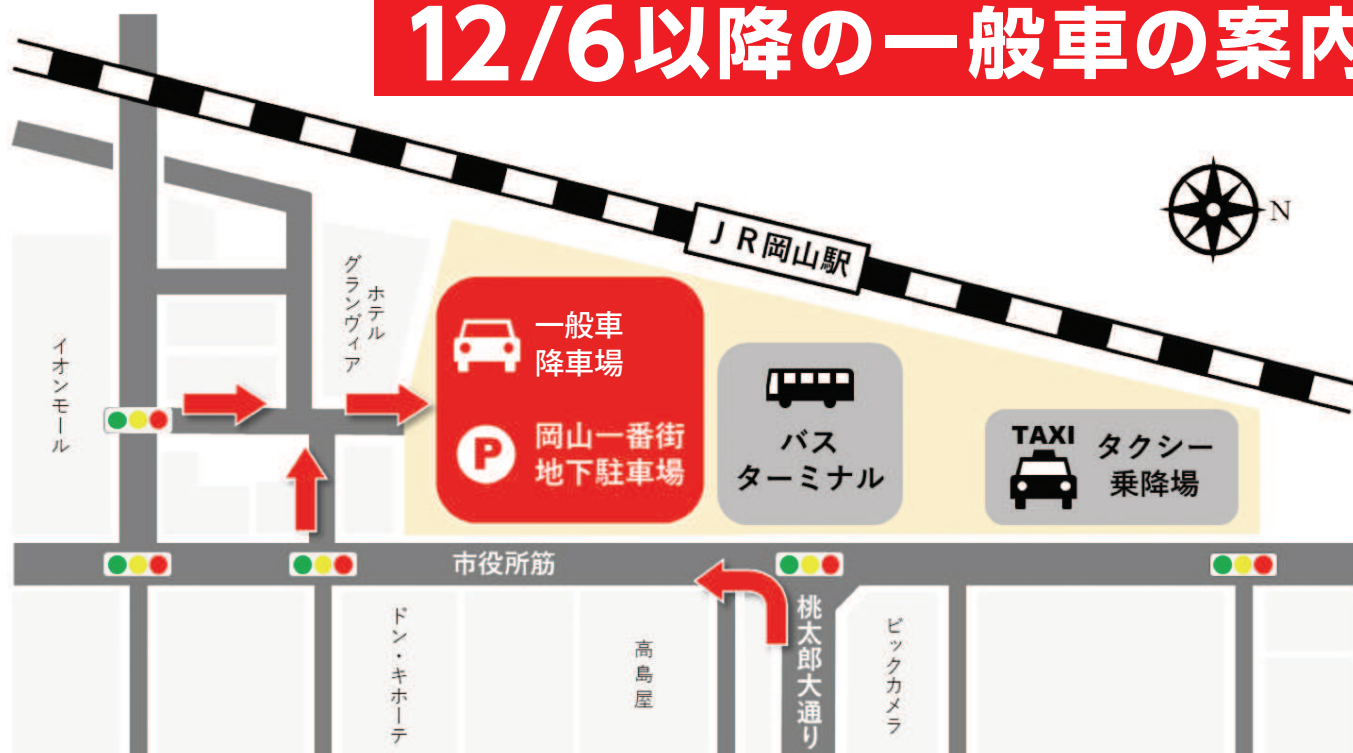 12/6以降の一般車の案内
N
JR岡山駅
ホテル
グランヴィア
イオンモール
一般車
降車場
P
岡山一番街
地下駐車場
バス
ターミナル
TAXI
タクシー
乗降場
市役所筋
ドン・キホーテ
高島屋
桃太郎大通り
ビックカメラ